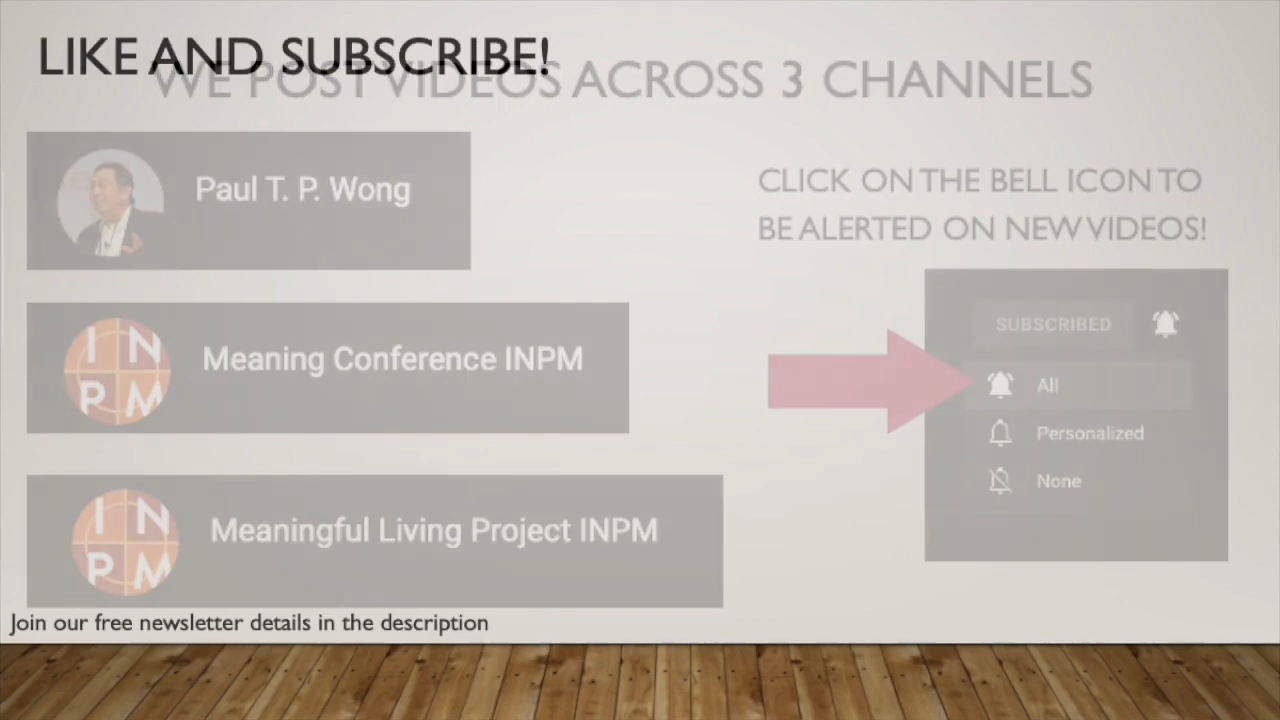 LIKE AND SUBSCRIBE!
WE POST VIDEOS ACROSS 3 CHANNELS
Paul T. P. Wong
CLICK ON THE BELL ICON TO
BE ALERTED ON NEW VIDEOS!
SUBSCRIBED
I N
P M
Meaning Conference INPM
All
Personalized
None
I N
P M
Meaningful Living Project INPM
Join our free newsletter details in the description